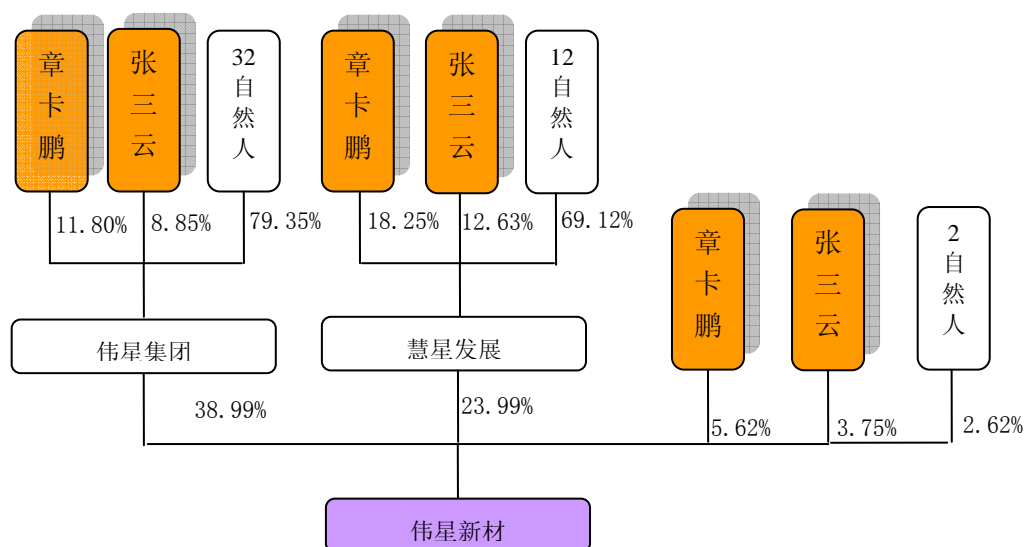 章卡鹏
张三云
32自然人
章卡鹏
张三云
12自然人
11.80%
8.85%
79.35%
18.25%
12.63%
69.12%
章卡鹏
张三云
2自然人
伟星集团
慧星发展
38.99%
23.99%
5.62%
3.75%
2.62%
伟星新材